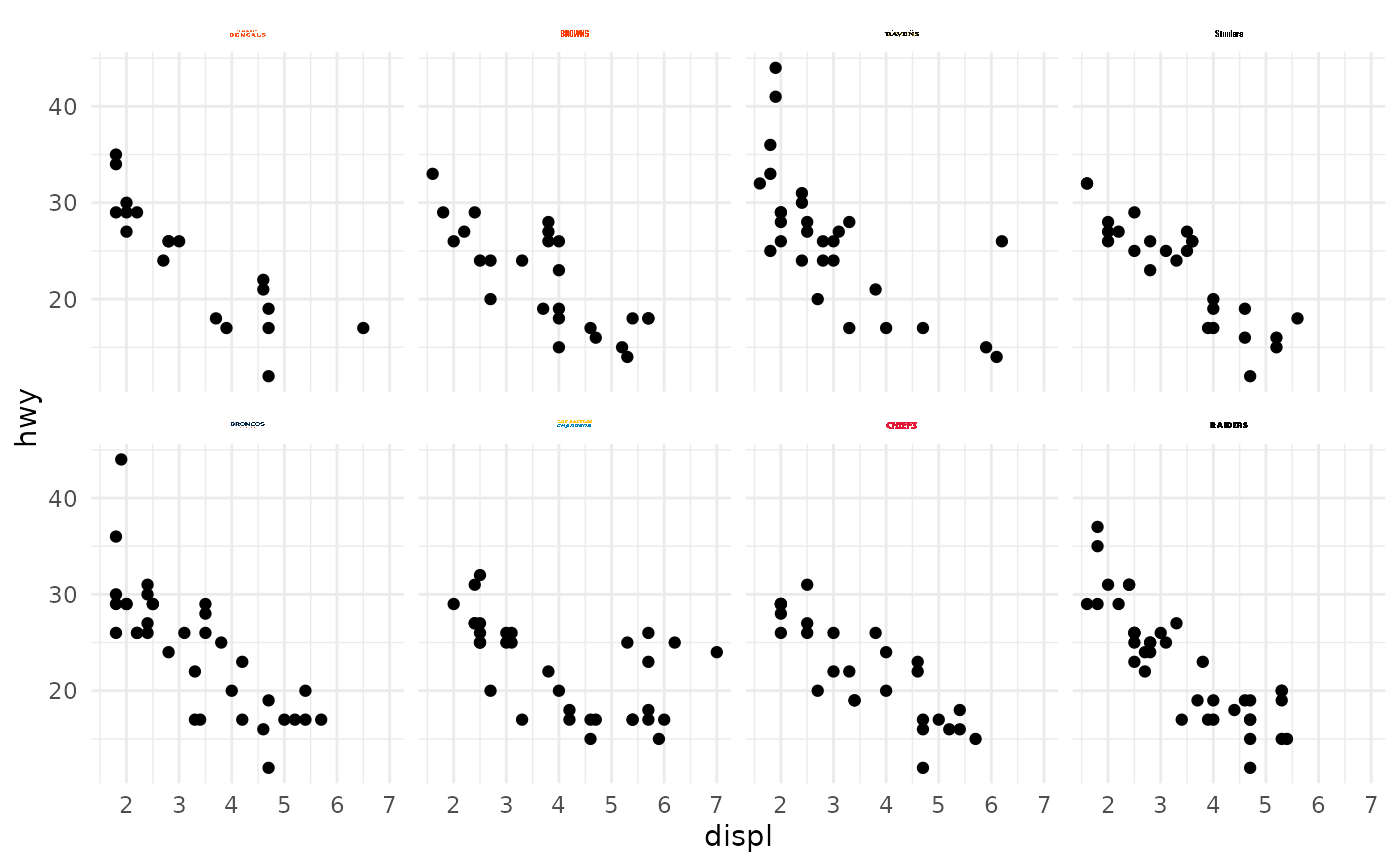 BENGALS
BROWNS
RAVENS
Steelers
40
30
20
hwy
BRONCOS
CHARGERS
CHIEFS
RAIDERS
40
30
20
2 3 4 5 6 7
2 3 4 5 6 7
2 3 4 5 6 7
2 3 4 5 6 7
displ